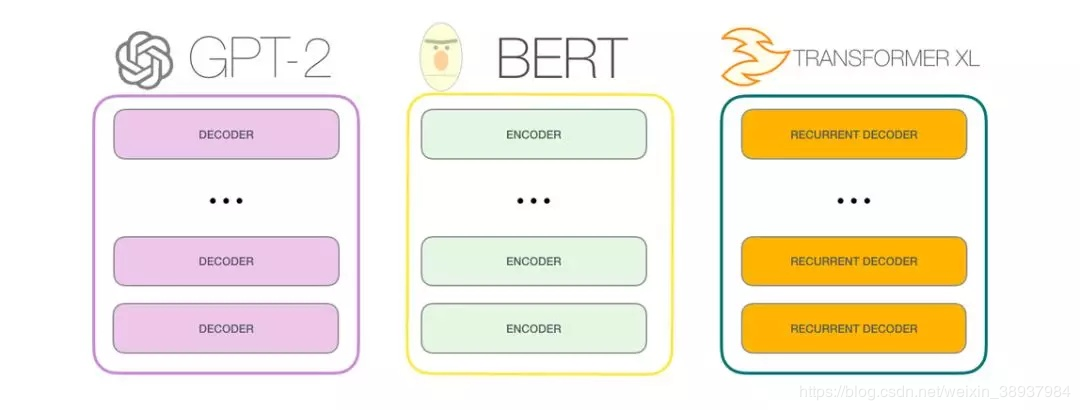 GPT-2
BERT
TRANSFORMER XL
DECODER
...
DECODER
DECODER
ENCODER
...
ENCODER
ENCODER
RECURRENT DECODER
...
RECURRENT DECODER
RECURRENT DECODER
https://blog.csdn.net/weixin_38937984